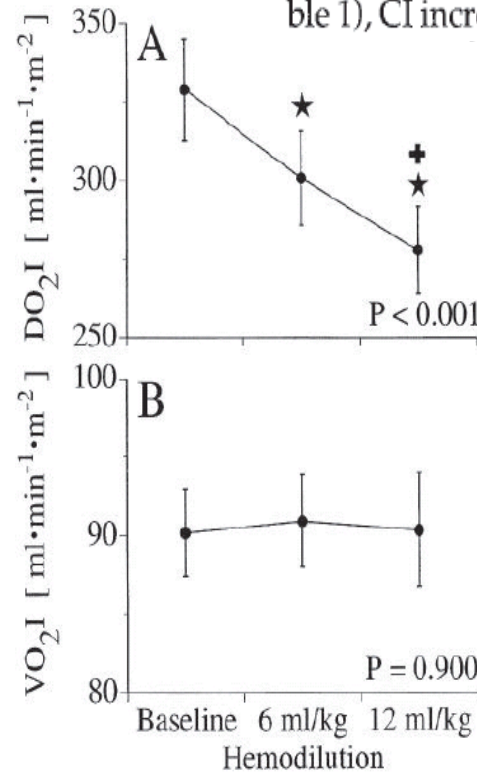 ble 1), CI incre
350
A
300
P < 0.001
250
DO2I [ ml·min⁻¹·m⁻² ]
100
B
90
P = 0.900
80
VO2I [ ml·min⁻¹·m⁻² ]
Baseline 6 ml/kg 12 ml/kg
Hemodilution